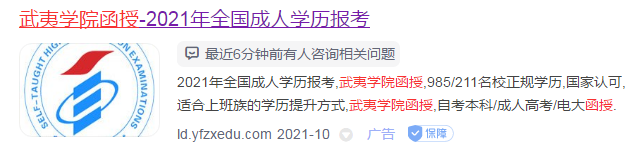 武夷学院函授-2021年全国成人学历报考
最近6分钟前有人咨询相关问题
2021年全国成人学历报考,武夷学院函授,985/211名校正规学历,国家认可,
适合上班族的学历提升方式,武夷学院函授,自考本科/成人高考/电大函授.
ld.yfzxedu.com 2021-10 广告 保障
SELF-TAUGHT HIGH EXAMINATIONS